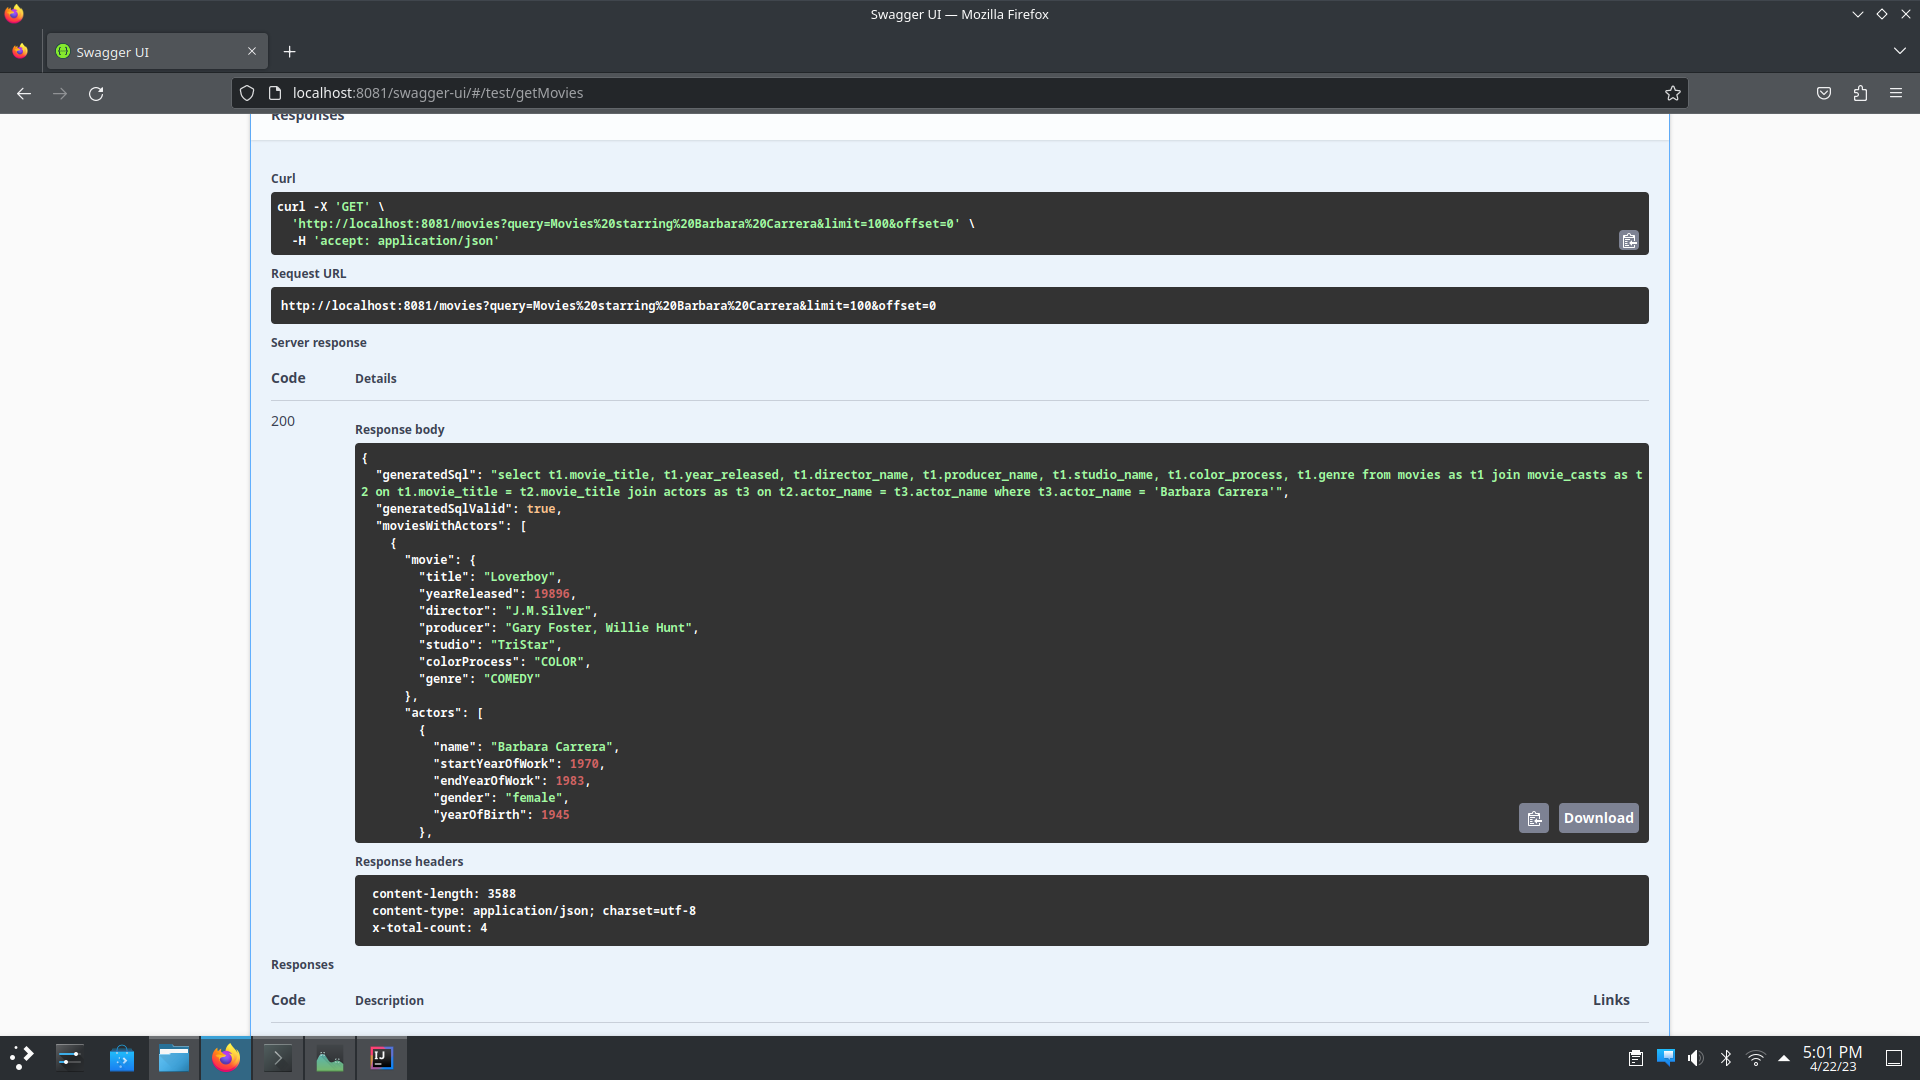 Swagger UI — Mozilla Firefox
Swagger UI
localhost:8081/swagger-ui/#/test/getMovies
Responses
Curl
curl -X 'GET' \
'http://localhost:8081/movies?query=Movies%20starring%20Barbara%20Carrera&limit=100&offset=0' \
-H 'accept: application/json'
Request URL
http://localhost:8081/movies?query=Movies%20starring%20Barbara%20Carrera&limit=100&offset=0
Server response
Code Details
200
Response body
{
"generatedSql": "select t1.movie_title, t1.year_released, t1.director_name, t1.producer_name, t1.studio_name, t1.color_process, t1.genre from movies as t1 join movie_casts as t
2 on t1.movie_title = t2.movie_title join actors as t3 on t2.actor_name = t3.actor_name where t3.actor_name = 'Barbara Carrera'",
"generatedSqlValid": true,
"moviesWithActors": [
{
"movie": {
"title": "Loverboy",
"yearReleased": 19896,
"director": "J.M.Silver",
"producer": "Gary Foster, Willie Hunt",
"studio": "TriStar",
"colorProcess": "COLOR",
"genre": "COMEDY"
},
"actors": [
{
"name": "Barbara Carrera",
"startYearOfWork": 1970,
"endYearOfWork": 1983,
"gender": "female",
"yearOfBirth": 1945
},
Download
Response headers
content-length: 3588
content-type: application/json; charset=utf-8
x-total-count: 4
Responses
Code Description Links
IJ
5:01 PM
4/22/23